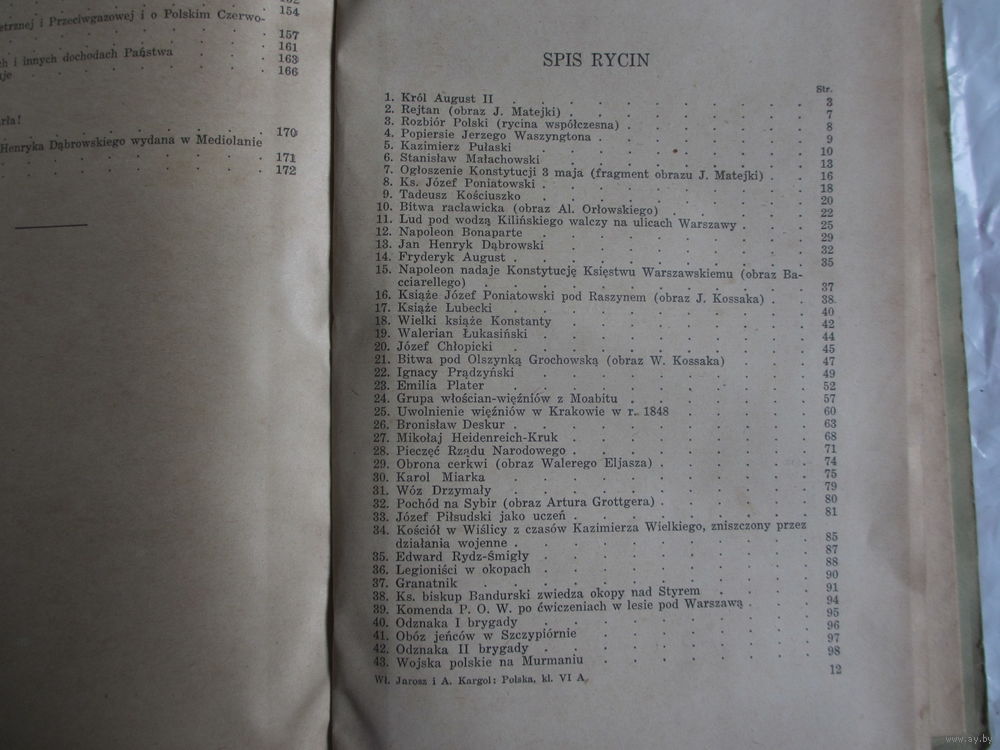 154
etrznej i Przeciwgazowej i o Polskim Czerwo-
157
161
ch i innych dochodach Państwa 163
166
170
Henryka Dąbrowskiego wydana w Mediolanie
171
172
SPIS RYCIN
Str.
1. Król August II 3
2. Rejtan (obraz J. Matejki) 7
3. Rozbiór Polski (rycina współczesna) 8
4. Popiersie Jerzego Waszyngtona 9
5. Kazimierz Pułaski 10
6. Stanisław Małachowski 13
7. Ogłoszenie Konstytucji 3 maja (fragment obrazu J. Matejki) 16
8. Ks. Józef Poniatowski 18
9. Tadeusz Kościuszko 20
10. Bitwa racławicka (obraz Al. Orłowskiego) 22
11. Lud pod wodzą Kilińskiego walczy na ulicach Warszawy 25
12. Napoleon Bonaparte 29
13. Jan Henryk Dąbrowski 32
14. Fryderyk August 35
15. Napoleon nadaje Konstytucję Księstwu Warszawskiemu (obraz Ba-
cciarellego) 37
16. Książe Józef Poniatowski pod Raszynem (obraz J. Kossaka) 38
17. Książe Lubecki 40
18. Wielki książe Konstanty 42
19. Walerian Łukasiński 44
20. Józef Chłopicki 45
21. Bitwa pod Olszynką Grochowską (obraz W. Kossaka) 47
22. Ignacy Prądzyński 49
23. Emilia Plater 52
24. Grupa włościan-więźniów z Moabitu 57
25. Uwolnienie więźniów w Krakowie w r. 1848 60
26. Bronisław Deskur 63
27. Mikołaj Heidenreich-Kruk 68
28. Pieczęć Rządu Narodowego 71
29. Obrona cerkwi (obraz Walerego Eljasza) 74
30. Karol Miarka 75
31. Wóz Drzymały 79
32. Pochód na Sybir (obraz Artura Grottgera) 80
33. Józef Piłsudski jako uczeń 81
34. Kościół w Wiślicy z czasów Kazimierza Wielkiego, zniszczony przez
działania wojenne 85
35. Edward Rydz-Śmigły 87
36. Legioniści w okopach 88
37. Granatnik 90
38. Ks. biskup Bandurski zwiedza okopy nad Styrem 91
39. Komenda P. O. W. po ćwiczeniach w lesie pod Warszawą 94
40. Odznaka I brygady 95
41. Obóz jeńców w Szczypiórnie 96
42. Odznaka II brygady 97
43. Wojska polskie na Murmaniu 98
Wł. Jarosz i A. Kargol: Polska, kl. VI A 12
www.ay.by